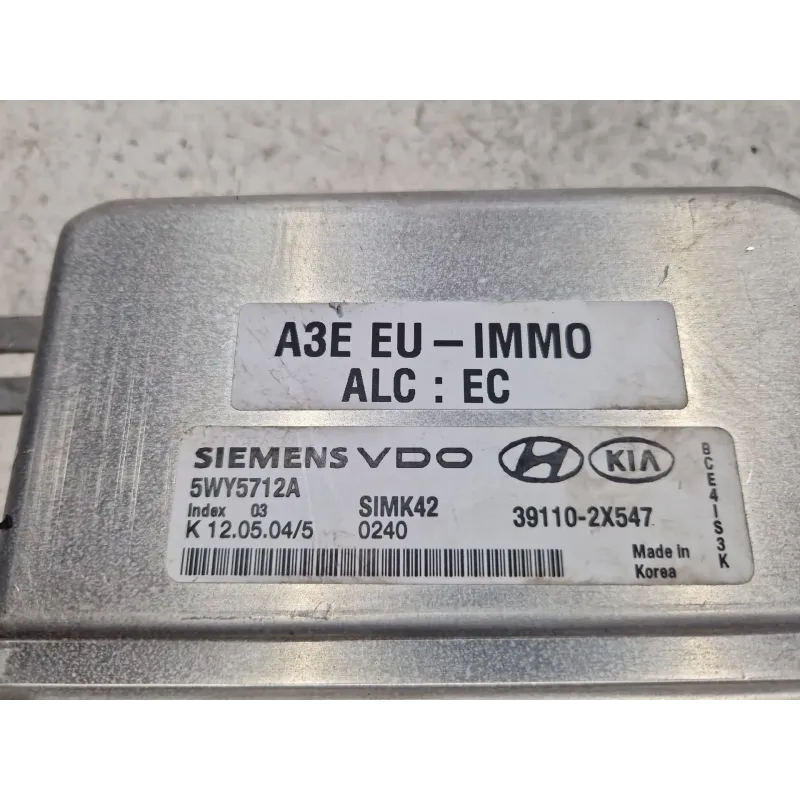 A3E EU - IMMO
ALC : EC
SIEMENS VDO KIA
5WY5712A
Index 03 SIMK42 39110-2X547
K 12.05.04/5 0240
Made in
Korea
BCE4IS3K